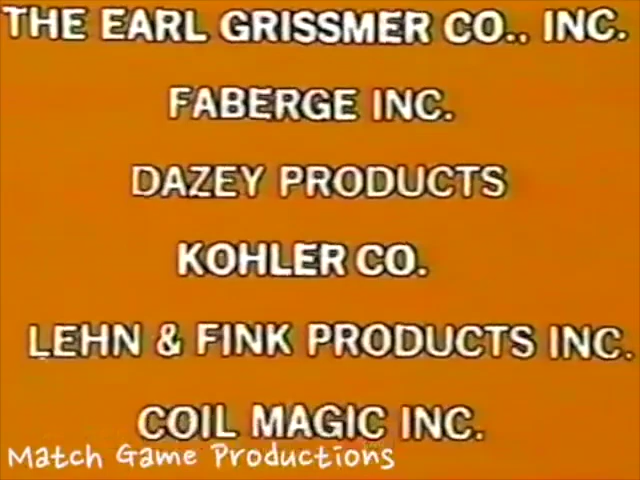 THE EARL GRISSMER CO., INC.
FABERGE INC.
DAZEY PRODUCTS
KOHLER CO.
LEHN & FINK PRODUCTS INC.
COIL MAGIC INC.
Match Game Productions